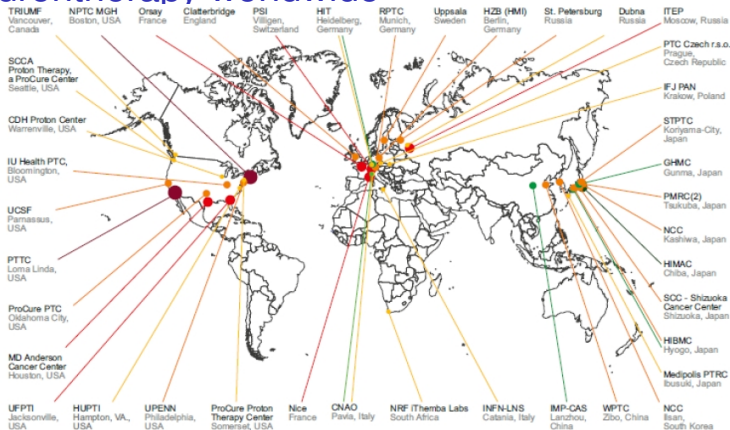 TRIUMF
Vancouver,
Canada
NPTC MGH
Boston, USA
Orsay
France
Clatterbridge
England
PSI
Villigen,
Switzerland
HIT
Heidelberg,
Germany
RPTC
Munich,
Germany
Uppsala
Sweden
HZB (HMI)
Berlin,
Germany
St. Petersburg
Russia
Dubna
Russia
ITEP
Moscow, Russia
PTC Czech r.s.o.
Prague,
Czech Republic
IFJ PAN
Krakow, Poland
STPTC
Koriyama-City,
Japan
GHMC
Gunma, Japan
PMRC(2)
Tsukuba, Japan
NCC
Kashiwa, Japan
HIMAC
Chiba, Japan
SCC - Shizuoka
Cancer Center
Shizuoka, Japan
HIBMC
Hyogo, Japan
Medipolis PTRC
Ibusuki, Japan
SCCA
Proton Therapy,
a ProCure Center
Seattle, USA
CDH Proton Center
Warrenville, USA
IU Health PTC,
Bloomington,
USA
UCSF
Parnassus,
USA
PTTC
Loma Linda,
USA
ProCure PTC
Oklahoma City,
USA
MD Anderson
Cancer Center
Houston, USA
UFPTI
Jacksonville,
USA
HUPTI
Hampton, VA.,
USA
UPENN
Philadelphia,
USA
ProCure Proton
Therapy Center
Somerset, USA
Nice
France
CNAO
Pavia, Italy
NRF iThemba Labs
South Africa
INFN-LNS
Catania, Italy
IMP-CAS
Lanzhou,
China
WPTC
Zibo, China
NCC
Ilsan,
South Korea